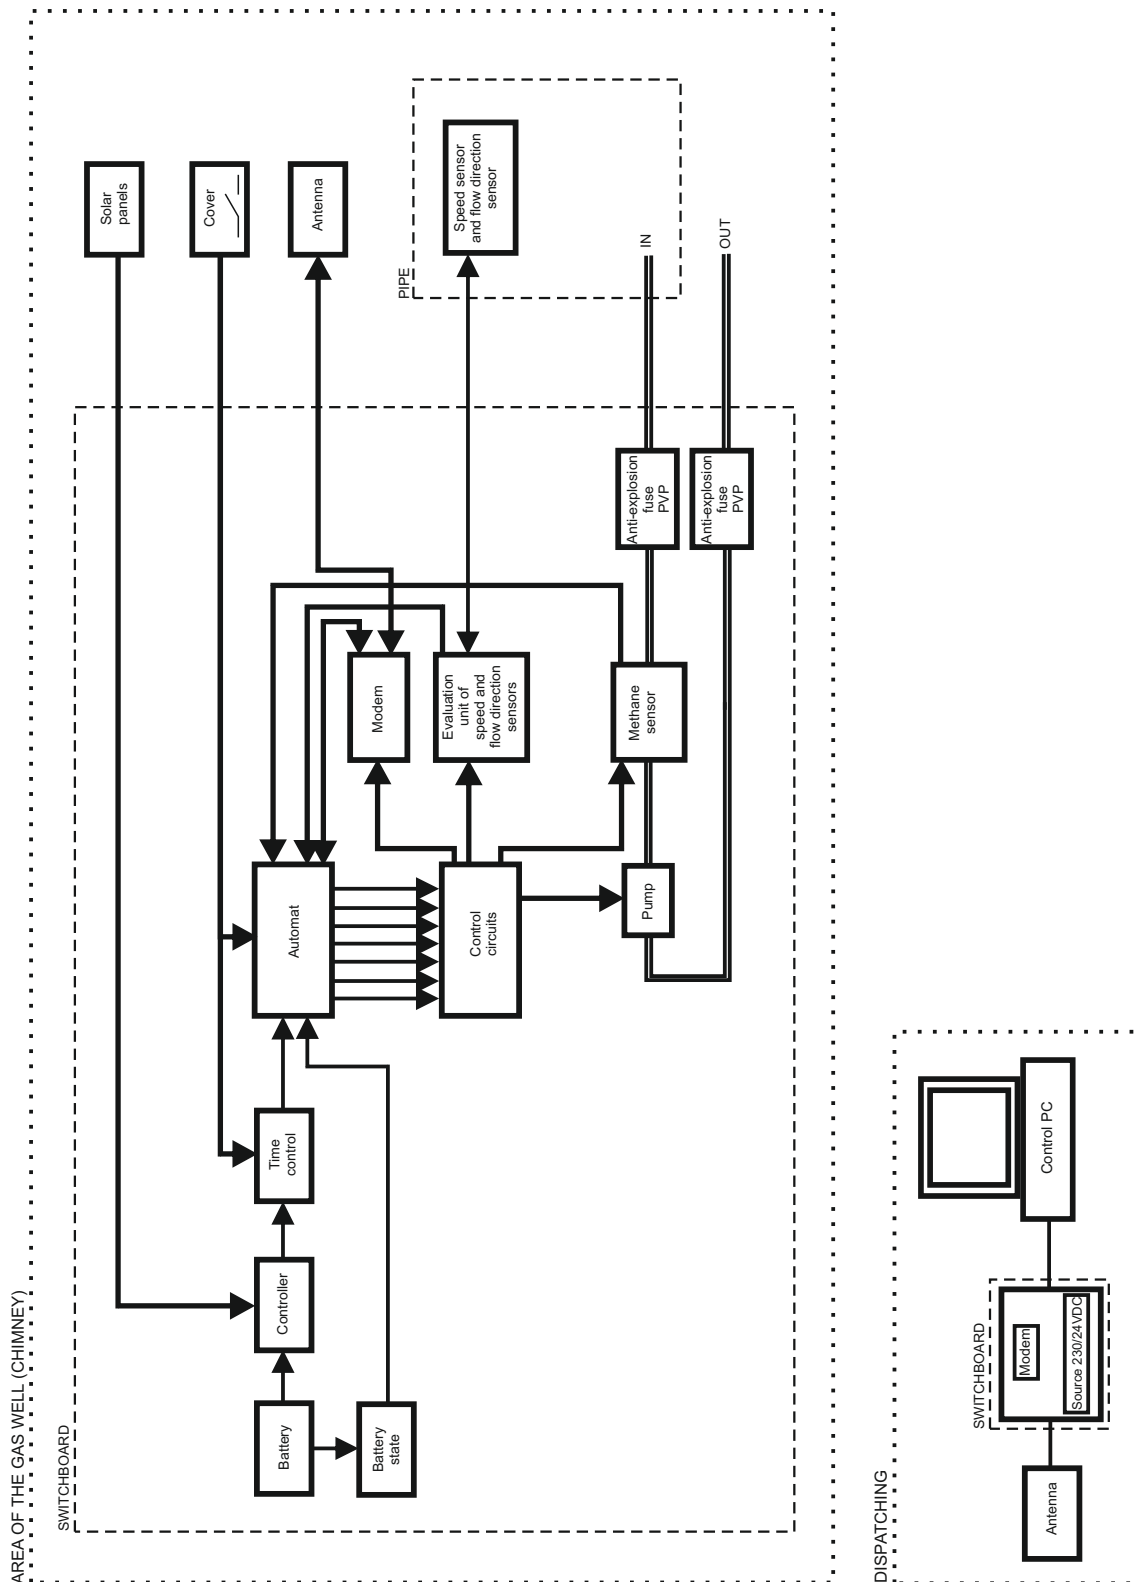 AREA OF THE GAS WELL (CHIMNEY)
SWITCHBOARD
Battery
Controller
Time
control
Automat
Solar
panels
Cover
Antenna
Battery
state
Control
circuits
Modem
Evaluation
unit of
speed and
flow direction
sensors
PIPE
Speed sensor
and flow direction
sensor
Pump
Methane
sensor
Anti-explosion
fuse
PVP
IN
Anti-explosion
fuse
PVP
OUT
DISPATCHING
Antenna
SWITCHBOARD
Modem
Source 230/24VDC
Control PC